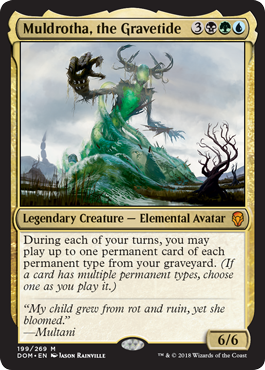 Muldrotha, the Gravetide 3
Legendary Creature — Elemental Avatar
During each of your turns, you may
play up to one permanent card of each
permanent type from your graveyard. (If
a card has multiple permanent types, choose
one as you play it.)
“My child grew from rot and ruin, yet she
bloomed.”
—Multani
6/6
199/269 M
DOM • EN Jason Rainville ™ & © 2018 Wizards of the Coast